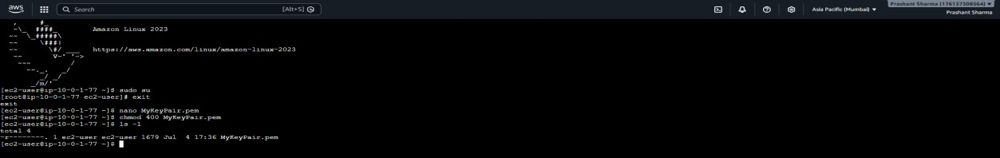 aws
Search
[Alt+S]
Asia Pacific (Mumbai) ▼
Prashant Sharma (176137308564) ▼
Prashant Sharma
Amazon Linux 2023
https://aws.amazon.com/linux/amazon-linux-2023
[ec2-user@ip-10-0-1-77 ~]$ sudo su
[root@ip-10-0-1-77 ec2-user]# exit
exit
[ec2-user@ip-10-0-1-77 ~]$ nano MyKeyPair.pem
[ec2-user@ip-10-0-1-77 ~]$ chmod 400 MyKeyPair.pem
[ec2-user@ip-10-0-1-77 ~]$ ls -l
total 4
-r--------. 1 ec2-user ec2-user 1679 Jul  4 17:36 MyKeyPair.pem
[ec2-user@ip-10-0-1-77 ~]$